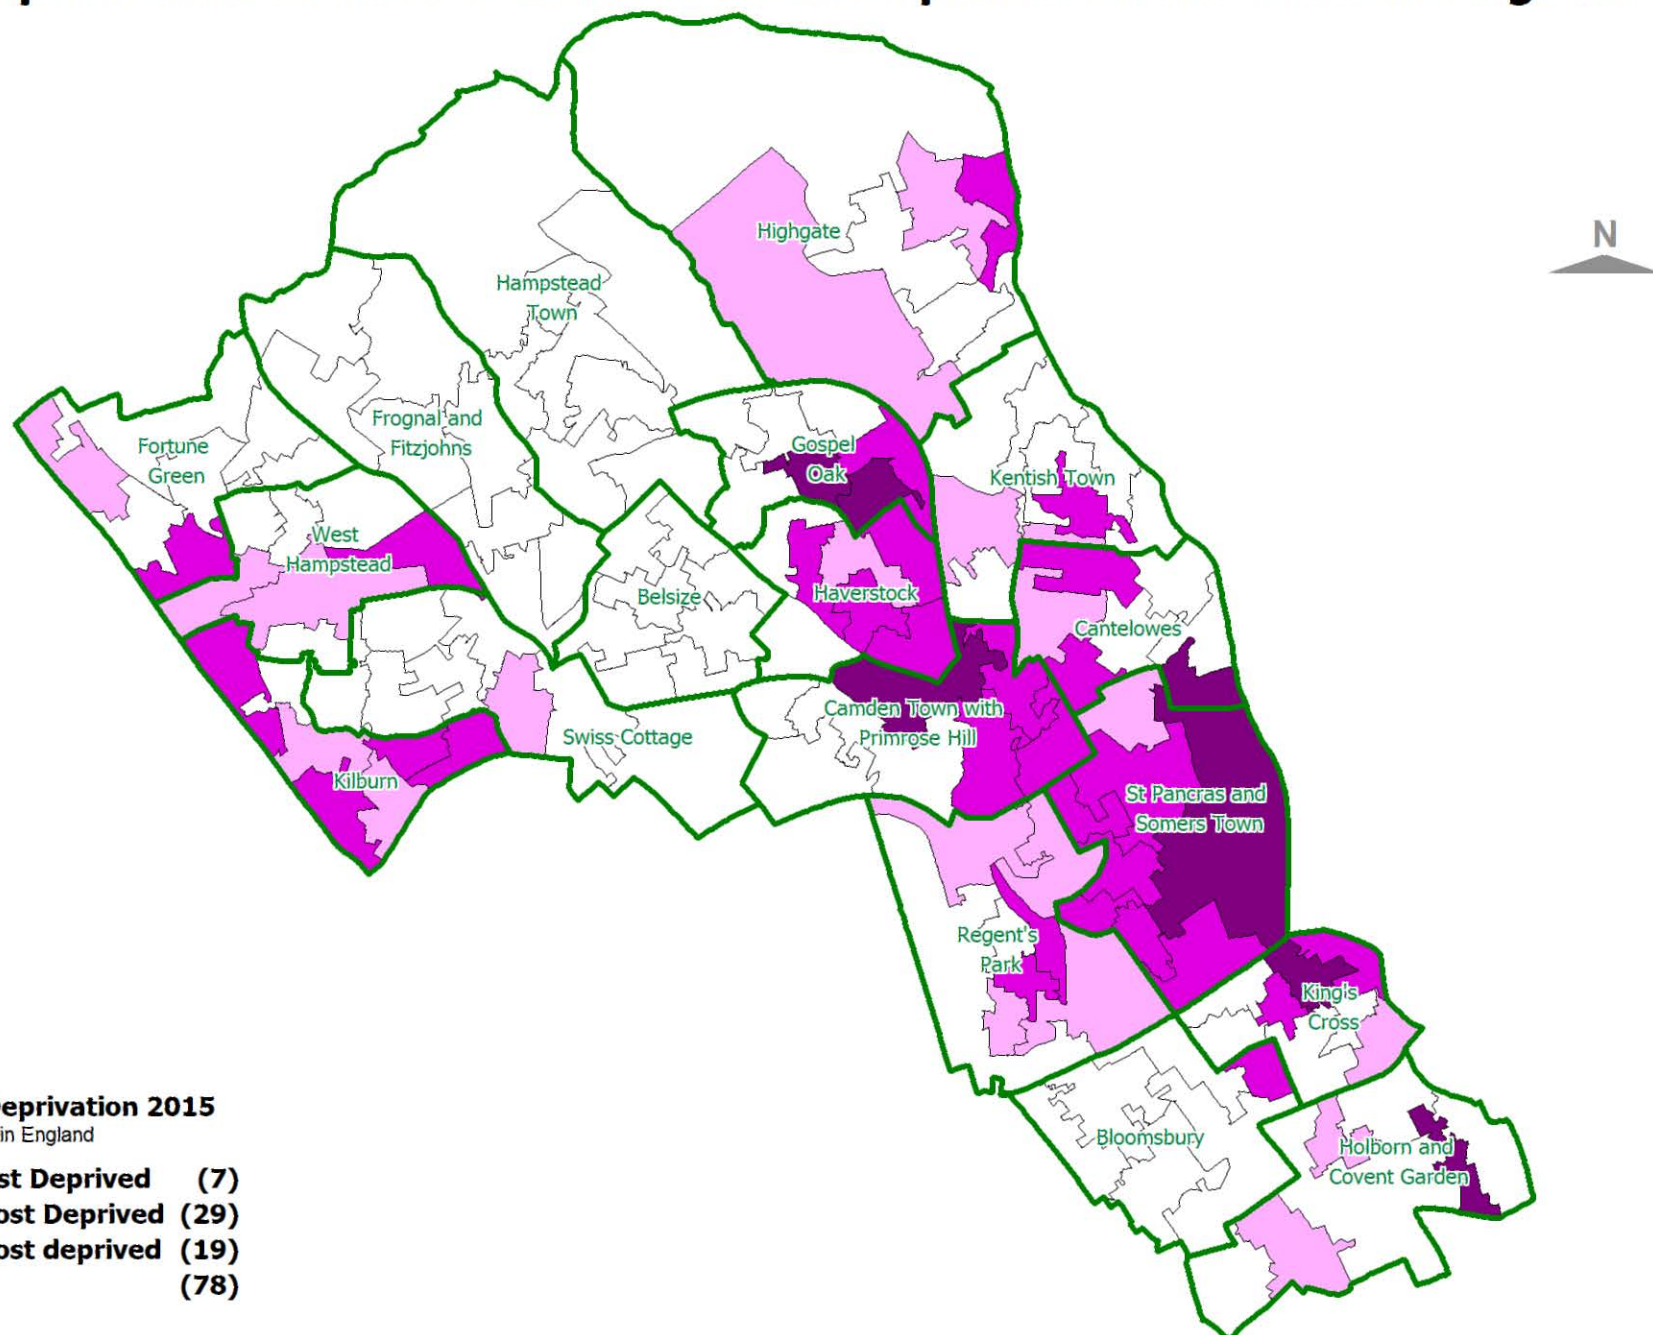 N
Highgate
Hampstead
Town
Frognal and
Fitzjohns
Fortune
Green
Gospel
Oak
Kentish Town
West
Hampstead
Belsize
Haverstock
Cantelowes
Camden Town with
Primrose Hill
Swiss Cottage
Kilburn
St Pancras and
Somers Town
Regent's
Park
King's
Cross
Bloomsbury
Holborn and
Covent Garden
eprivation 2015
in England
st Deprived (7)
ost Deprived (29)
ost deprived (19)
(78)